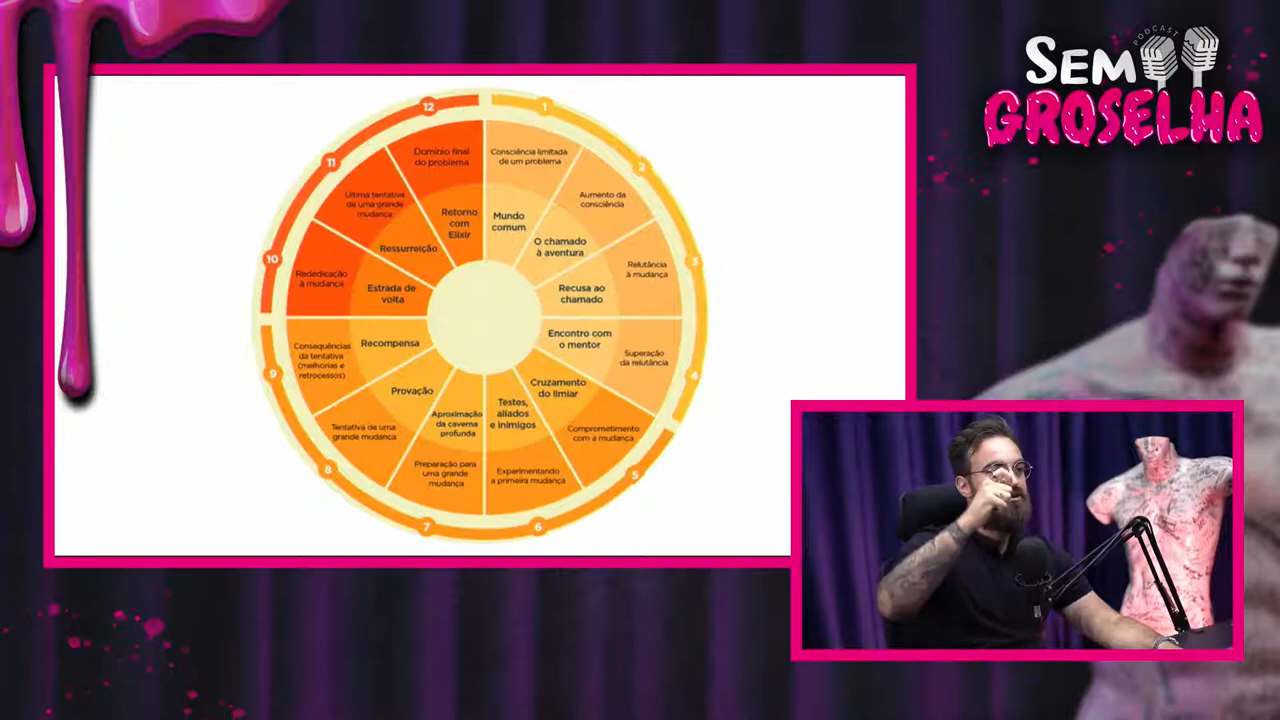 PODCAST
SEM
GROSELHA
12
1
2
3
4
5
6
7
8
9
10
11
Consciência limitada
de um problema
Mundo
comum
Aumento da
consciência
O chamado
à aventura
Relutância
à mudança
Recusa ao
chamado
Encontro com
o mentor
Superação
da relutância
Cruzamento
do limiar
Comprometimento
com a mudança
Testes,
aliados
e inimigos
Experimentando
a primeira mudança
Aproximação
da caverna
profunda
Preparação para
uma grande
mudança
Provação
Tentativa de uma
grande mudança
Recompensa
Consequências
da tentativa
(melhorias e
retrocessos)
Estrada de
volta
Rededicação
à mudança
Ressurreição
Última tentativa
de uma grande
mudança
Retorno
com
Elixir
Domínio final
do problema